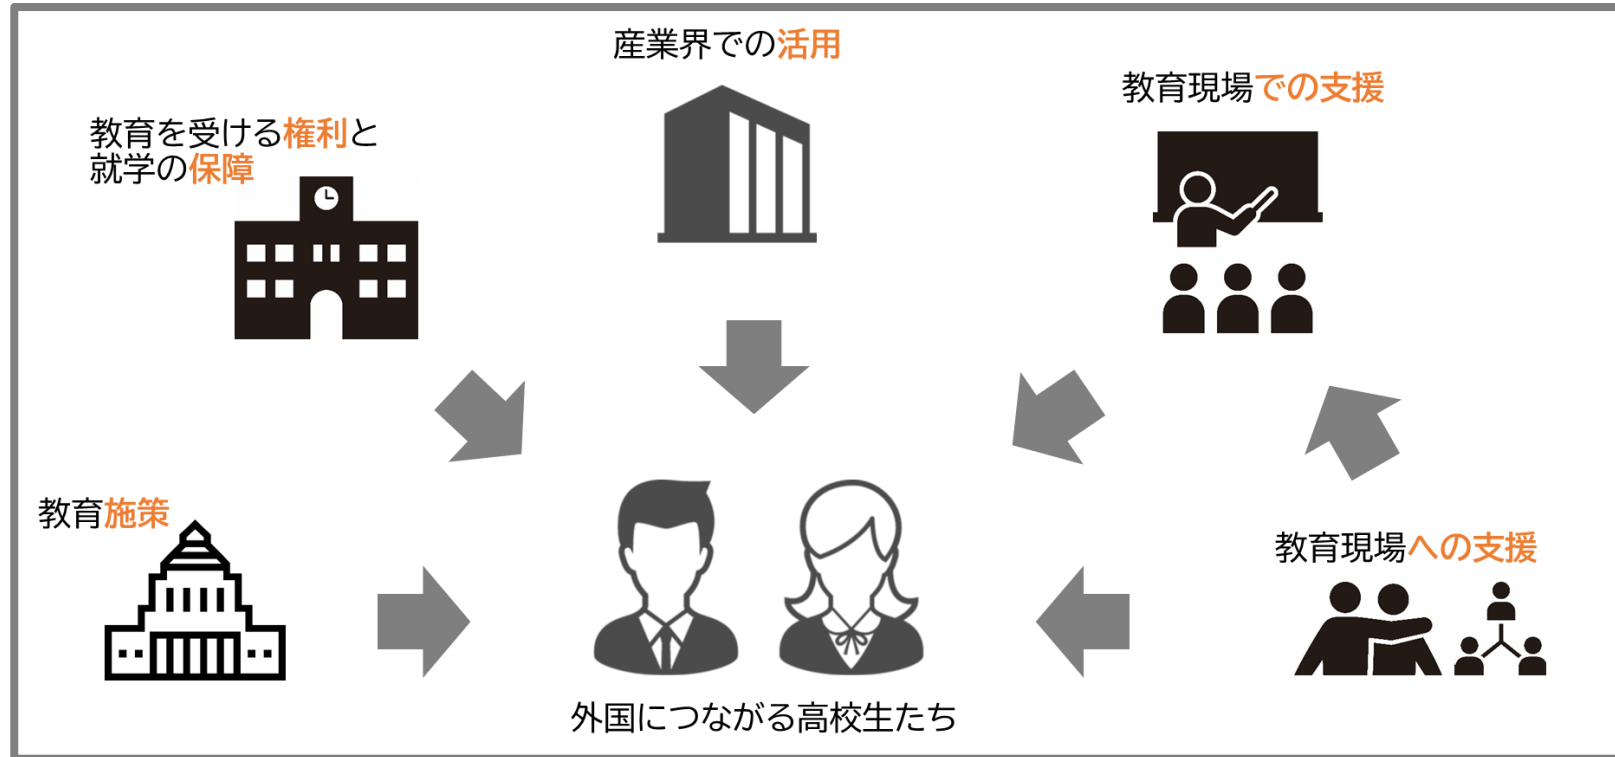 産業界での活用
教育現場での支援
教育を受ける権利と
就学の保障
教育施策
教育現場への支援
外国につながる高校生たち